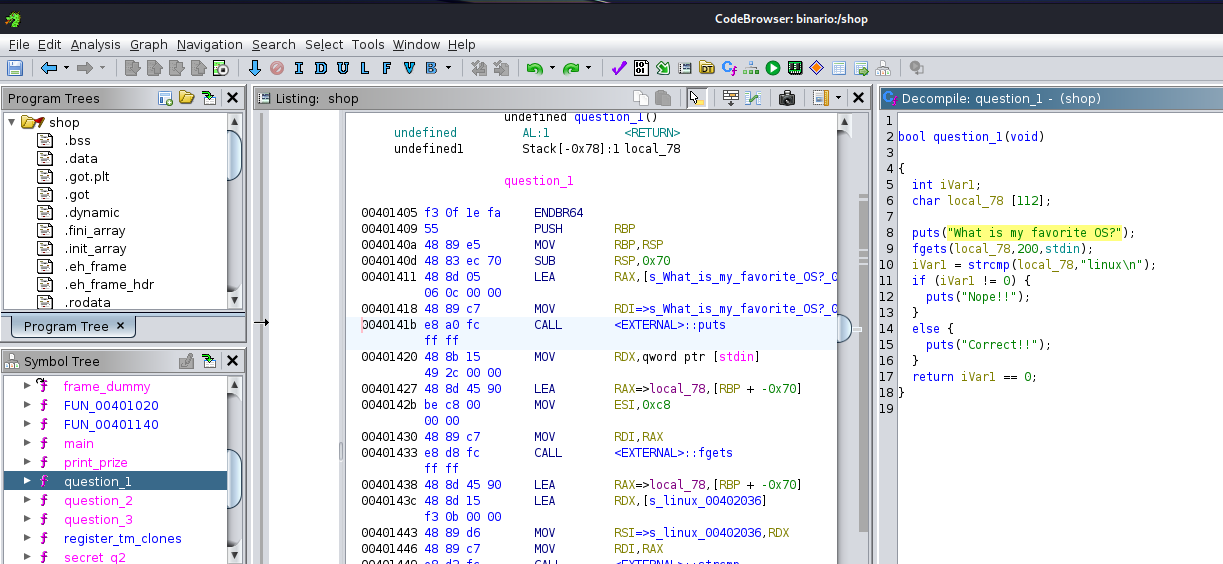 CodeBrowser: binario:/shop
File Edit Analysis Graph Navigation Search Select Tools Window Help
I D U L F V B
Program Trees
shop
.bss
.data
.got.plt
.got
.dynamic
.fini_array
.init_array
.eh_frame
.eh_frame_hdr
.rodata
Program Tree ×
Symbol Tree
f frame_dummy
f FUN_00401020
f FUN_00401140
f main
f print_prize
f question_1
f question_2
f question_3
f register_tm_clones
f secret_q2
Listing: shop
undefined question_1()
undefined AL:1 <RETURN>
undefined1 Stack[-0x78]:1 local_78
question_1
00401405 f3 0f 1e fa ENDBR64
00401409 55 PUSH RBP
0040140a 48 89 e5 MOV RBP,RSP
0040140d 48 83 ec 70 SUB RSP,0x70
00401411 48 8d 05 LEA RAX,[s_What_is_my_favorite_OS?_0
06 0c 00 00
00401418 48 89 c7 MOV RDI=>s_What_is_my_favorite_OS?_0
0040141b e8 a0 fc CALL <EXTERNAL>::puts
ff ff
00401420 48 8b 15 MOV RDX,qword ptr [stdin]
49 2c 00 00
00401427 48 8d 45 90 LEA RAX=>local_78,[RBP + -0x70]
0040142b be c8 00 MOV ESI,0xc8
00 00
00401430 48 89 c7 MOV RDI,RAX
00401433 e8 d8 fc CALL <EXTERNAL>::fgets
ff ff
00401438 48 8d 45 90 LEA RAX=>local_78,[RBP + -0x70]
0040143c 48 8d 15 LEA RDX,[s_linux_00402036]
f3 0b 00 00
00401443 48 89 d6 MOV RSI=>s_linux_00402036,RDX
00401446 48 89 c7 MOV RDI,RAX
Decompile: question_1 - (shop)
1
2 bool question_1(void)
3
4 {
5 int iVar1;
6 char local_78 [112];
7
8 puts("What is my favorite OS?");
9 fgets(local_78,200,stdin);
10 iVar1 = strcmp(local_78,"linux\n");
11 if (iVar1 != 0) {
12 puts("Nope!!");
13 }
14 else {
15 puts("Correct!!");
16 }
17 return iVar1 == 0;
18 }
19